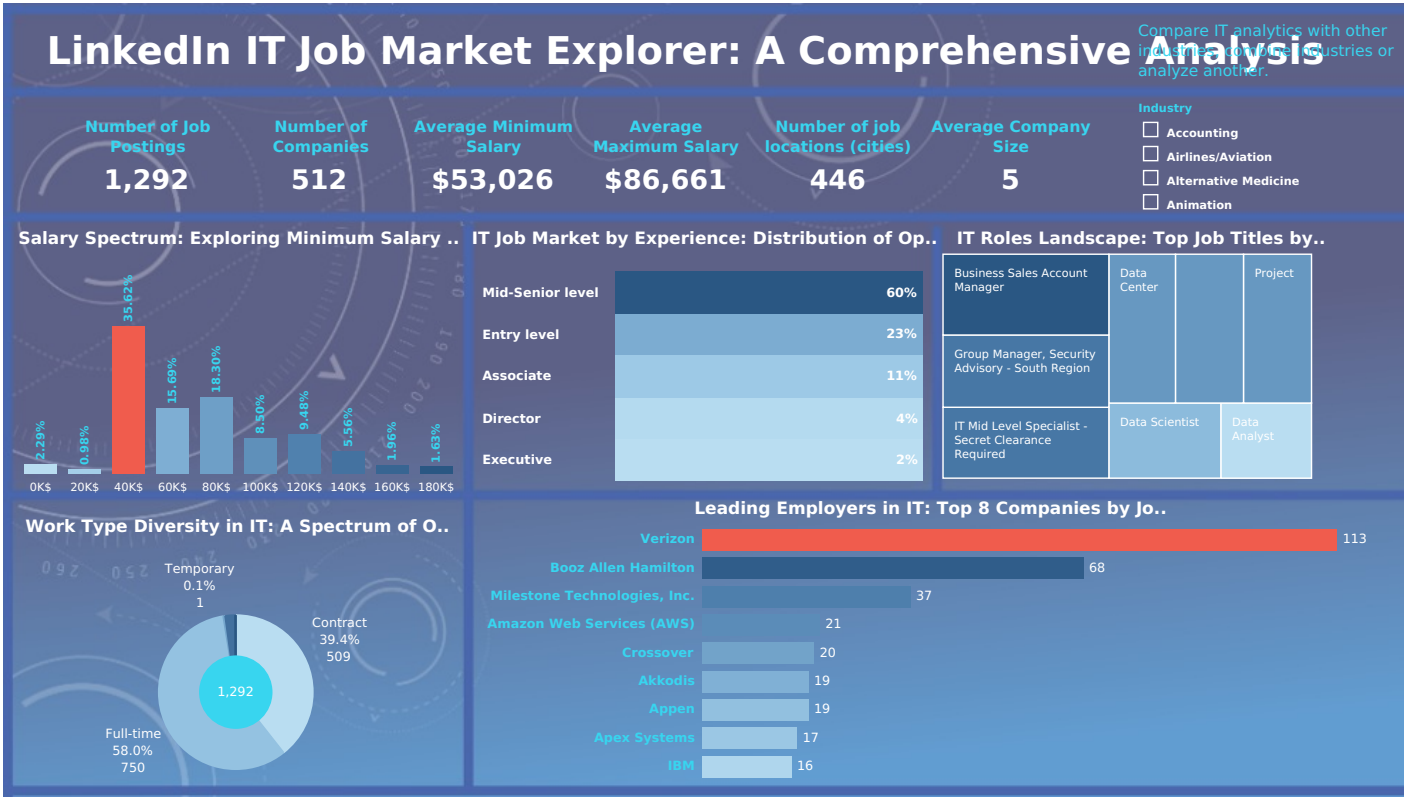 LinkedIn IT Job Market Explorer: A Comprehensive Analysis
Compare IT analytics with other
industries, combine industries or
analyze another.
Number of Job
Postings
1,292
Number of
Companies
512
Average Minimum
Salary
$53,026
Average
Maximum Salary
$86,661
Number of job
locations (cities)
446
Average Company
Size
5
Industry
Accounting
Airlines/Aviation
Alternative Medicine
Animation
Salary Spectrum: Exploring Minimum Salary ..
2.29%
0.98%
35.62%
15.69%
18.30%
8.50%
9.48%
5.56%
1.96%
1.63%
0K$ 20K$ 40K$ 60K$ 80K$ 100K$ 120K$ 140K$ 160K$ 180K$
IT Job Market by Experience: Distribution of Op..
Mid-Senior level 60%
Entry level 23%
Associate 11%
Director 4%
Executive 2%
IT Roles Landscape: Top Job Titles by..
Business Sales Account
Manager
Group Manager, Security
Advisory - South Region
IT Mid Level Specialist -
Secret Clearance
Required
Data
Center
Project
Data Scientist
Data
Analyst
Work Type Diversity in IT: A Spectrum of O..
Temporary
0.1%
1
Contract
39.4%
509
1,292
Full-time
58.0%
750
Leading Employers in IT: Top 8 Companies by Jo..
Verizon 113
Booz Allen Hamilton 68
Milestone Technologies, Inc. 37
Amazon Web Services (AWS) 21
Crossover 20
Akkodis 19
Appen 19
Apex Systems 17
IBM 16
260
250
240
230
180
190
200